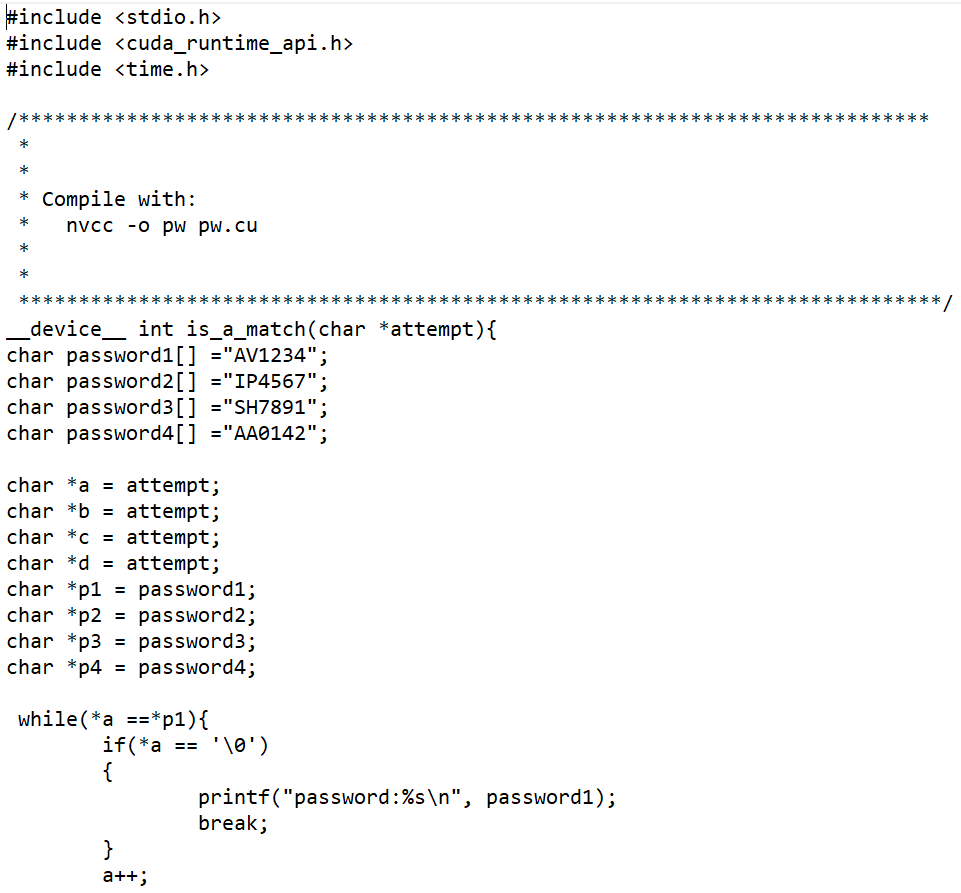 #include <stdio.h>
#include <cuda_runtime_api.h>
#include <time.h>
/****************************************************************************
 *
 *
 * Compile with:
 *   nvcc -o pw pw.cu
 *
 *
 *****************************************************************************/
__device__ int is_a_match(char *attempt){
char password1[] ="AV1234";
char password2[] ="IP4567";
char password3[] ="SH7891";
char password4[] ="AA0142";
char *a = attempt;
char *b = attempt;
char *c = attempt;
char *d = attempt;
char *p1 = password1;
char *p2 = password2;
char *p3 = password3;
char *p4 = password4;
 while(*a ==*p1){
        if(*a == '\0')
        {
                printf("password:%s\n", password1);
                break;
        }
        a++;